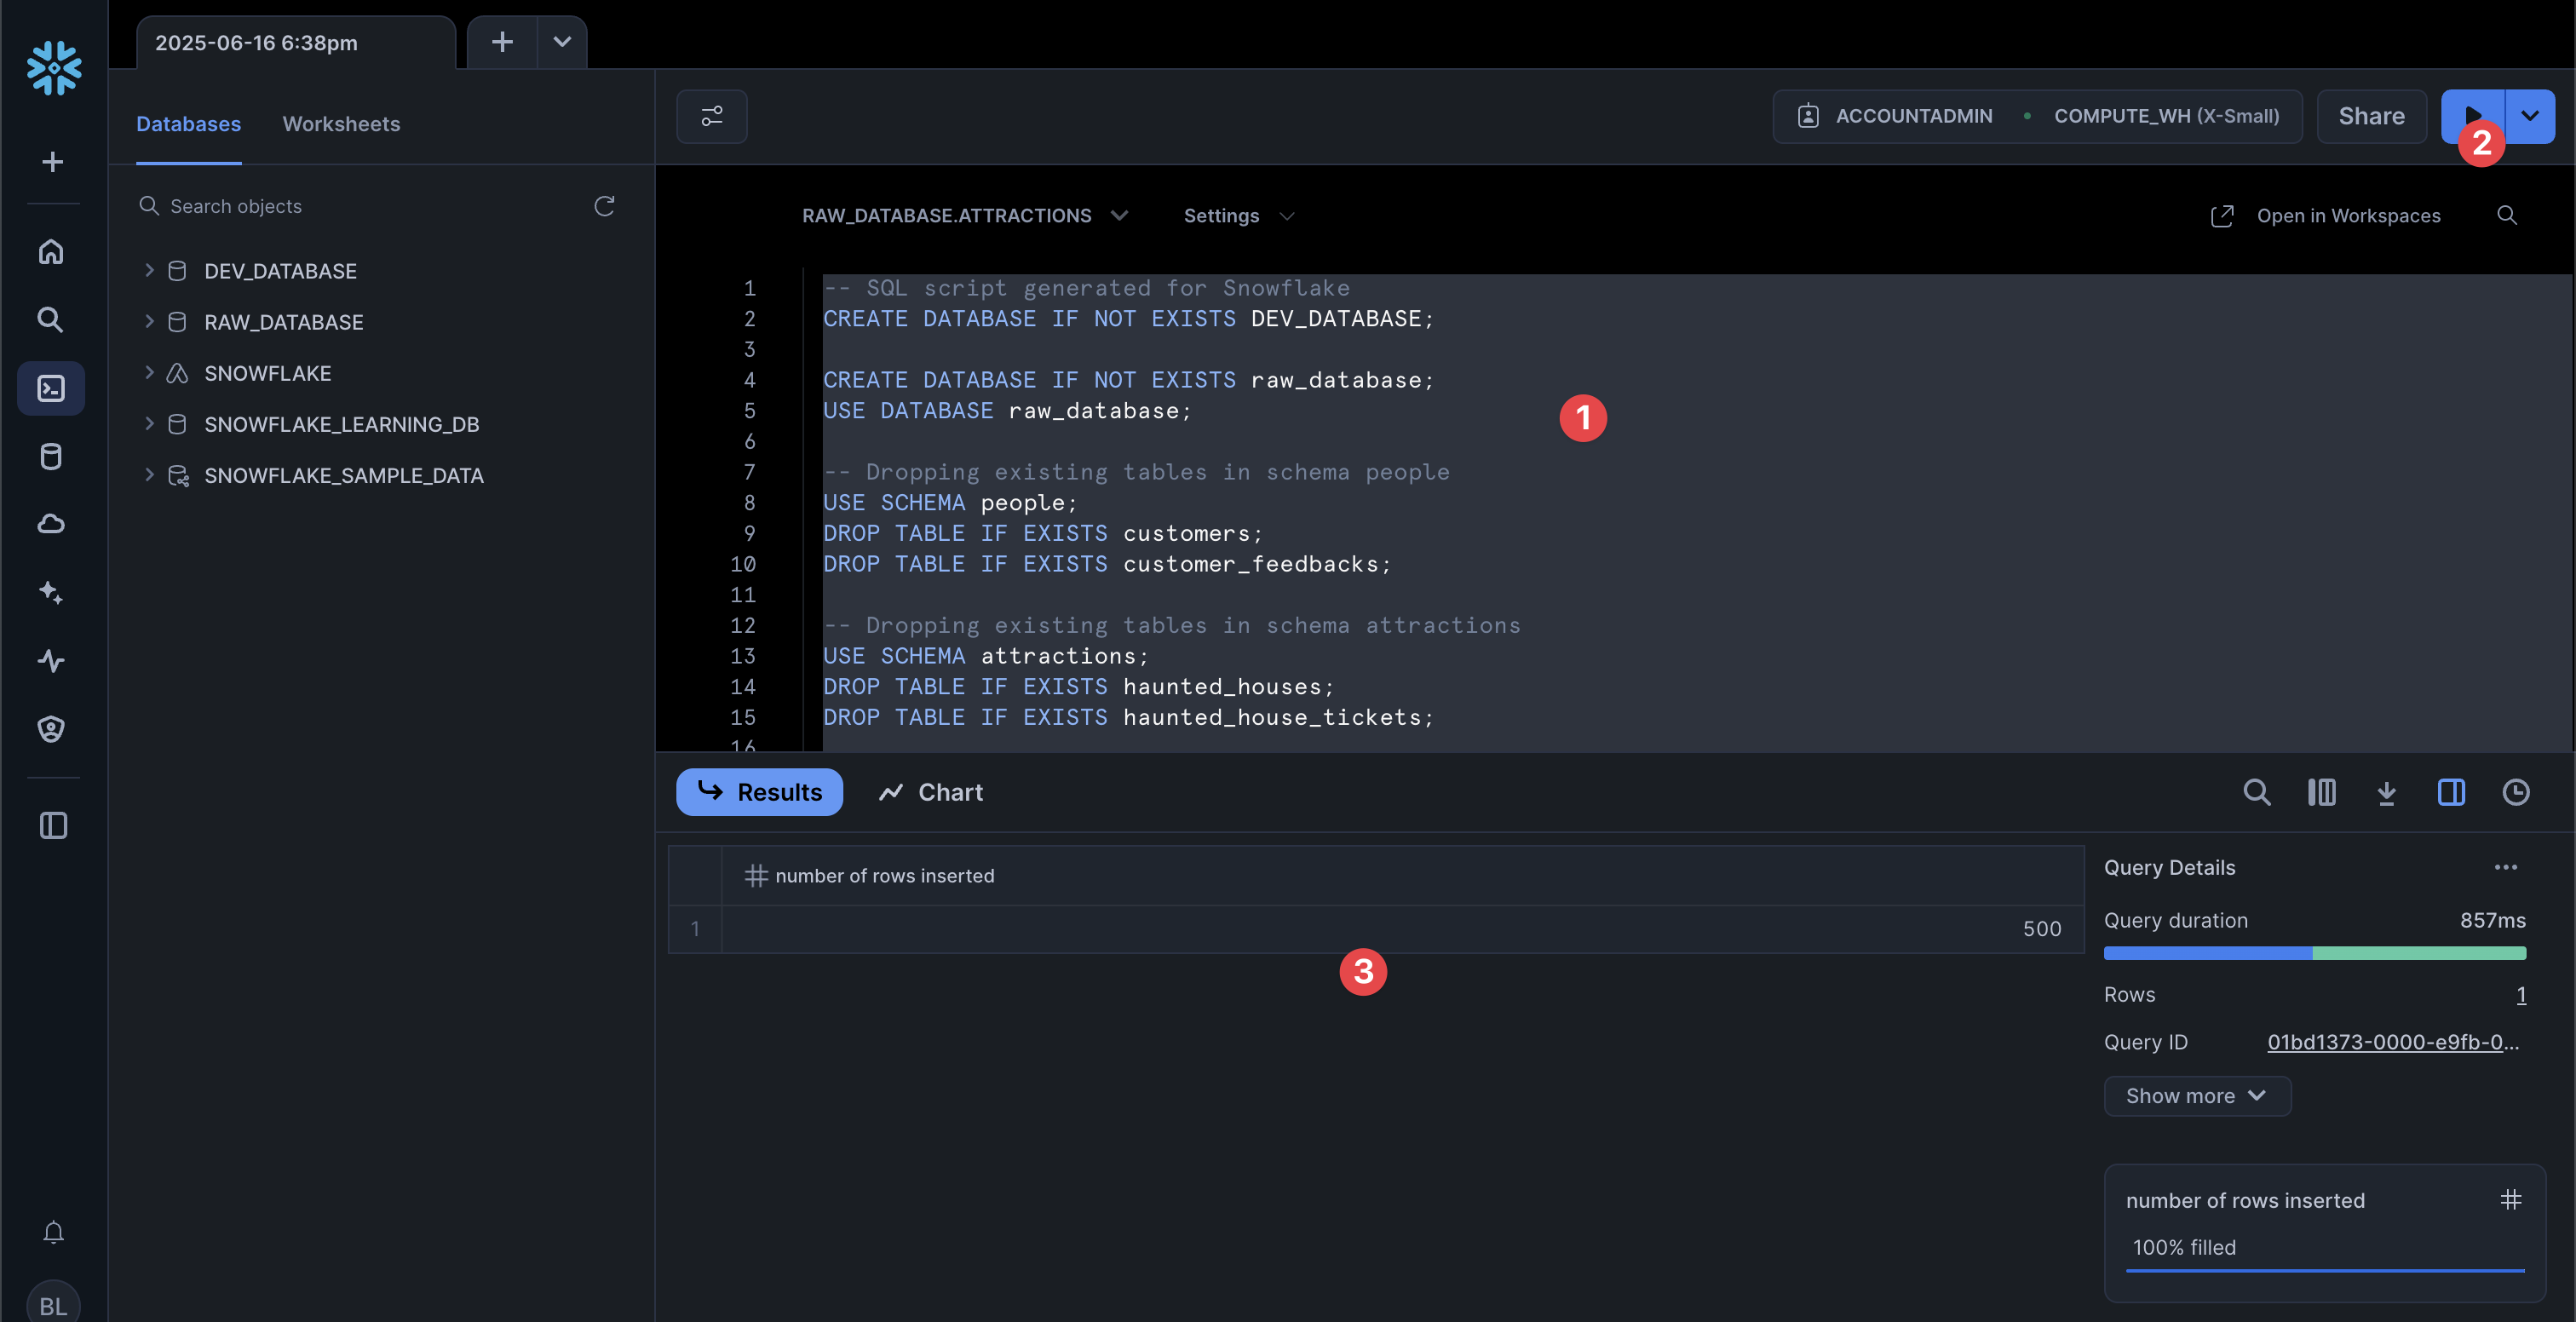 2025-06-16 6:38pm
Databases
Worksheets
ACCOUNTADMIN
COMPUTE_WH (X-Small)
Share
2
Search objects
DEV_DATABASE
RAW_DATABASE
SNOWFLAKE
SNOWFLAKE_LEARNING_DB
SNOWFLAKE_SAMPLE_DATA
RAW_DATABASE.ATTRACTIONS
Settings
Open in Workspaces
1 -- SQL script generated for Snowflake
2 CREATE DATABASE IF NOT EXISTS DEV_DATABASE;
3
4 CREATE DATABASE IF NOT EXISTS raw_database;
5 USE DATABASE raw_database;
1
6
7 -- Dropping existing tables in schema people
8 USE SCHEMA people;
9 DROP TABLE IF EXISTS customers;
10 DROP TABLE IF EXISTS customer_feedbacks;
11
12 -- Dropping existing tables in schema attractions
13 USE SCHEMA attractions;
14 DROP TABLE IF EXISTS haunted_houses;
15 DROP TABLE IF EXISTS haunted_house_tickets;
16
Results
Chart
number of rows inserted
1 500
3
Query Details
Query duration 857ms
Rows 1
Query ID 01bd1373-0000-e9fb-0...
Show more
number of rows inserted
100% filled
BL